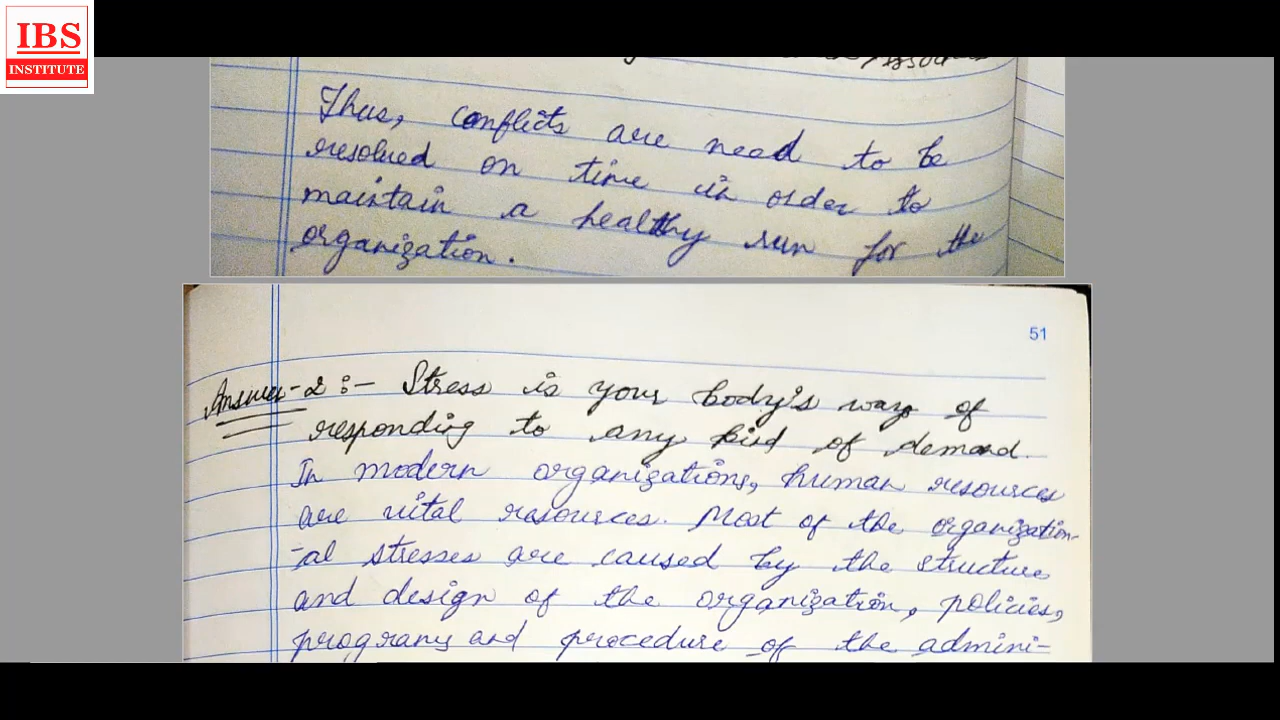 IBS
INSTITUTE
Thus, conflicts are need to be
resolved on time in order to
maintain a healthy run for the
organization.
51
Answer-2 :- Stress is your body's way of
responding to any kind of demand.
In modern organizations, human resources
are vital resources. Most of the organization-
-al stresses are caused by the structure
and design of the organization, policies,
programs and procedure of the admini-